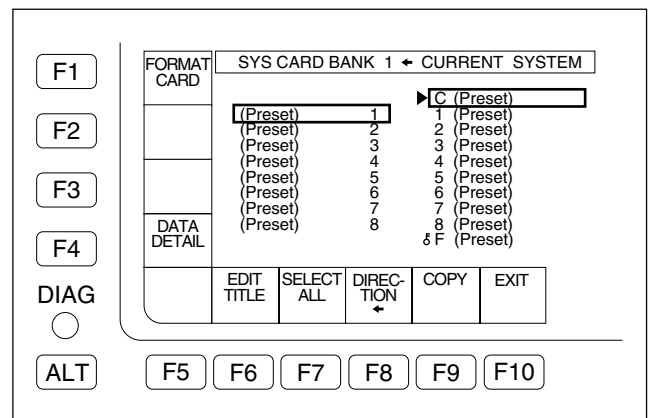 F1
F2
F3
F4
DIAG
ALT
FORMAT
CARD
SYS CARD BANK 1 ← CURRENT SYSTEM
▶ C (Preset)
(Preset) 1 1 (Preset)
(Preset) 2 2 (Preset)
(Preset) 3 3 (Preset)
(Preset) 4 4 (Preset)
(Preset) 5 5 (Preset)
(Preset) 6 6 (Preset)
(Preset) 7 7 (Preset)
(Preset) 8 8 (Preset)
F (Preset)
DATA
DETAIL
EDIT
TITLE
SELECT
ALL
DIREC-
TION
←
COPY
EXIT
F5 F6 F7 F8 F9 F10